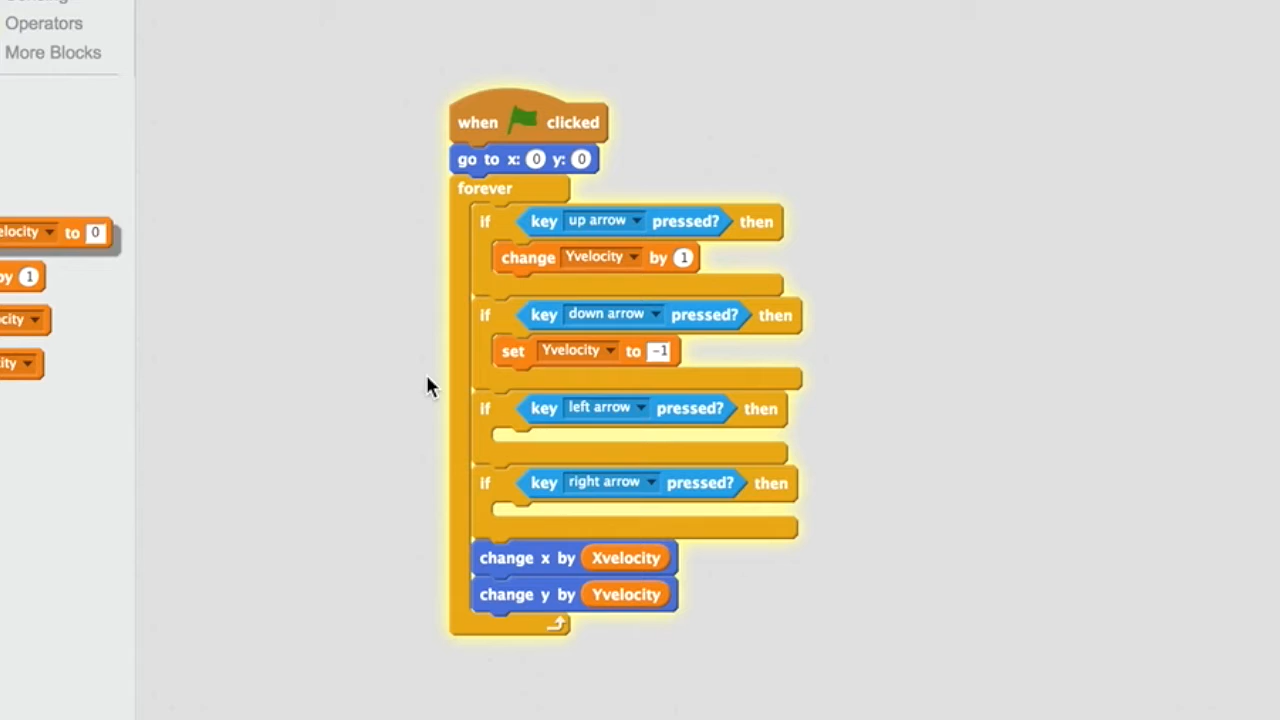 Operators
More Blocks
when clicked
go to x: 0 y: 0
forever
if key up arrow pressed? then
to 0
change Yvelocity by 1
by 1
if key down arrow pressed? then
set Yvelocity to -1
if key left arrow pressed? then
if key right arrow pressed? then
change x by Xvelocity
change y by Yvelocity